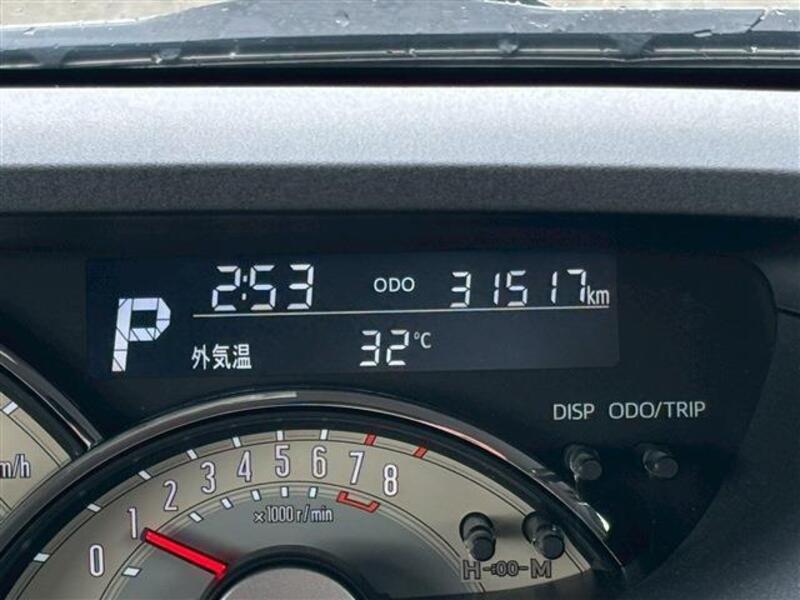 2:53 ODO 31517km
P
外気温 32℃
DISP ODO/TRIP
m/h
0 1 2 3 4 5 6 7 8
×1000 r/min
H-:00-M